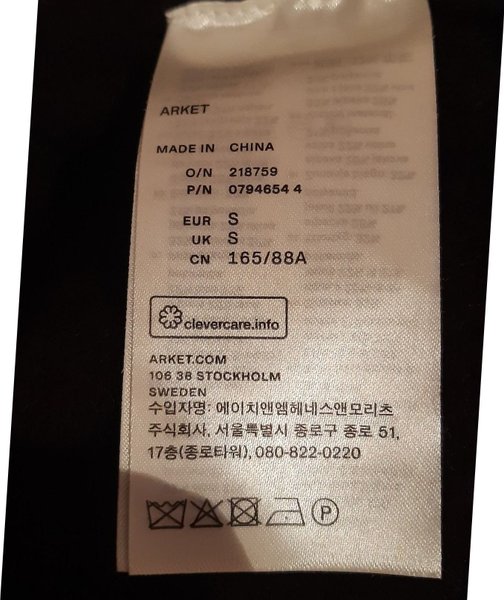 ARKET
MADE IN CHINA
O/N 218759
P/N 0794654 4
EUR S
UK S
CN 165/88A
clevercare.info
ARKET.COM
106 38 STOCKHOLM
SWEDEN
수입자명: 에이치앤엠헤네스앤모리츠
주식회사, 서울특별시 종로구 종로 51,
17층(종로타워), 080-822-0220
P